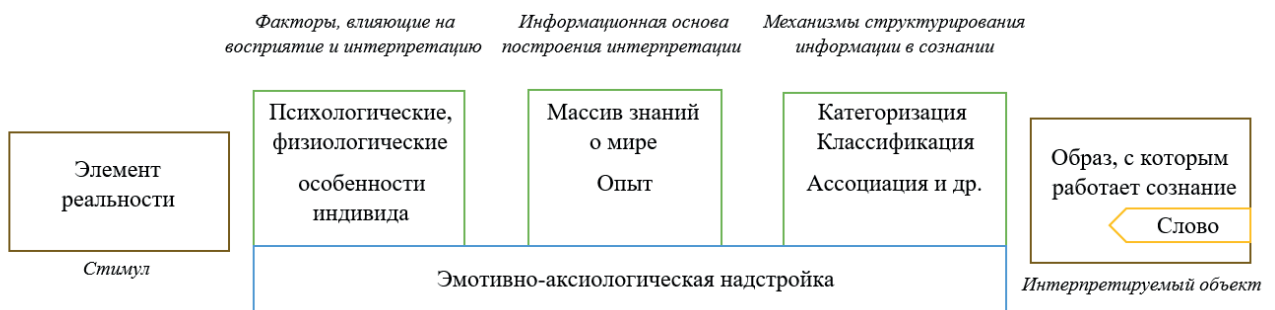 Факторы, влияющие на
восприятие и интерпретацию
Информационная основа
построения интерпретации
Механизмы структурирования
информации в сознании
Элемент
реальности
Стимул
Психологические,
физиологические
особенности
индивида
Массив знаний
о мире
Опыт
Категоризация
Классификация
Ассоциация и др.
Эмотивно-аксиологическая надстройка
Образ, с которым
работает сознание
Слово
Интерпретируемый объект